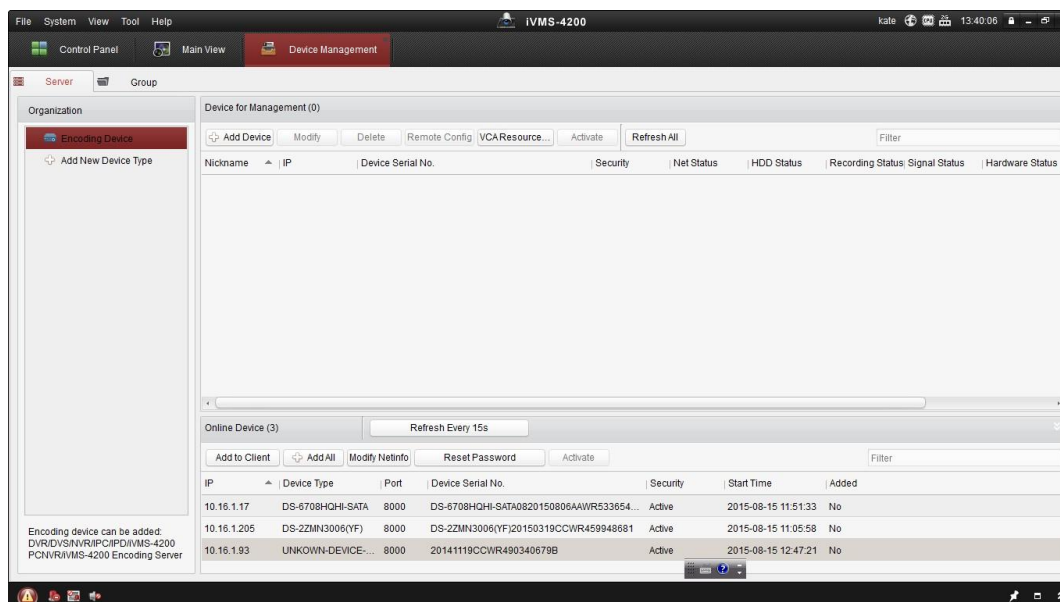 File System View Tool Help iVMS-4200 kate 13:40:06
Control Panel Main View Device Management
Server Group
Organization
Encoding Device
Add New Device Type
Encoding device can be added:
DVR/DVS/NVR/IPC/IPD/iVMS-4200
PCNVR/iVMS-4200 Encoding Server
Device for Management (0)
Add Device Modify Delete Remote Config VCA Resource... Activate Refresh All Filter
Nickname IP Device Serial No. Security Net Status HDD Status Recording Status Signal Status Hardware Status
Online Device (3) Refresh Every 15s
Add to Client Add All Modify Netinfo Reset Password Activate Filter
IP Device Type Port Device Serial No. Security Start Time Added
10.16.1.17 DS-6708HQHI-SATA 8000 DS-6708HQHI-SATA0820150806AAWR533654... Active 2015-08-15 11:51:33 No
10.16.1.205 DS-2ZMN3006(YF) 8000 DS-2ZMN3006(YF)20150319CCWR459948681 Active 2015-08-15 11:05:58 No
10.16.1.93 UNKOWN-DEVICE-... 8000 20141119CCWR490340679B Active 2015-08-15 12:47:21 No